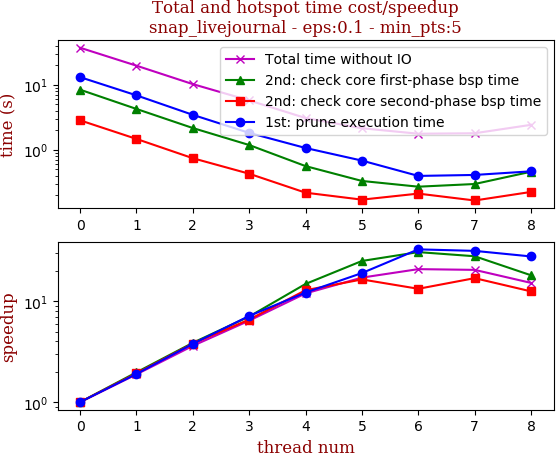 Total and hotspot time cost/speedup
snap_livejournal - eps:0.1 - min_pts:5
time (s)
10¹
10⁰
Total time without IO
2nd: check core first-phase bsp time
2nd: check core second-phase bsp time
1st: prune execution time
0 1 2 3 4 5 6 7 8
speedup
10¹
10⁰
0 1 2 3 4 5 6 7 8
thread num